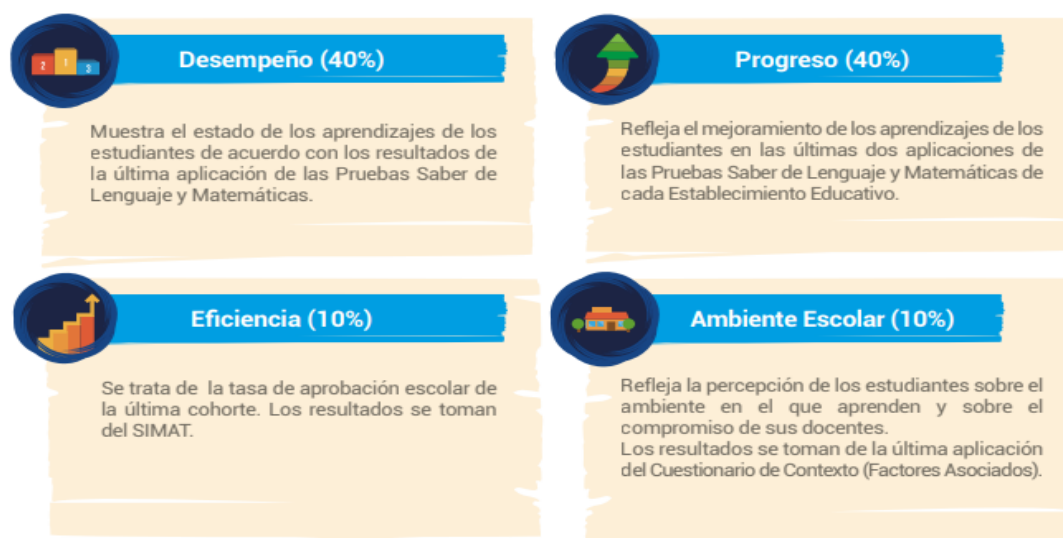 2 1 3
Desempeño (40%)
Muestra el estado de los aprendizajes de los
estudiantes de acuerdo con los resultados de
la última aplicación de las Pruebas Saber de
Lenguaje y Matemáticas.
Progreso (40%)
Refleja el mejoramiento de los aprendizajes de los
estudiantes en las últimas dos aplicaciones de
las Pruebas Saber de Lenguaje y Matemáticas de
cada Establecimiento Educativo.
Eficiencia (10%)
Se trata de la tasa de aprobación escolar de
la última cohorte. Los resultados se toman
del SIMAT.
Ambiente Escolar (10%)
Refleja la percepción de los estudiantes sobre el
ambiente en el que aprenden y sobre el
compromiso de sus docentes.
Los resultados se toman de la última aplicación
del Cuestionario de Contexto (Factores Asociados).